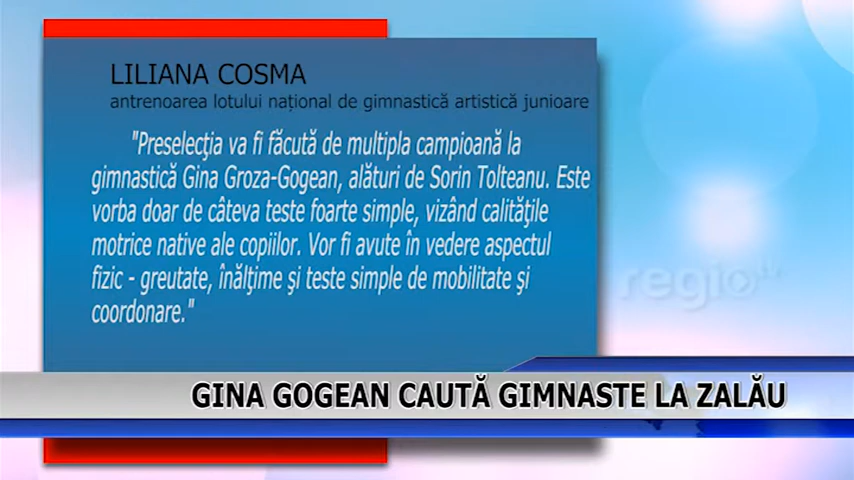 LILIANA COSMA
antrenoarea lotului național de gimnastică artistică junioare
"Preselecţia va fi făcută de multipla campioană la
gimnastică Gina Groza-Gogean, alături de Sorin Tolteanu. Este
vorba doar de câteva teste foarte simple, vizând calităţile
motrice native ale copiilor. Vor fi avute în vedere aspectul
fizic - greutate, înălţime şi teste simple de mobilitate şi
coordonare."
regio tv.
GINA GOGEAN CAUTĂ GIMNASTE LA ZALĂU